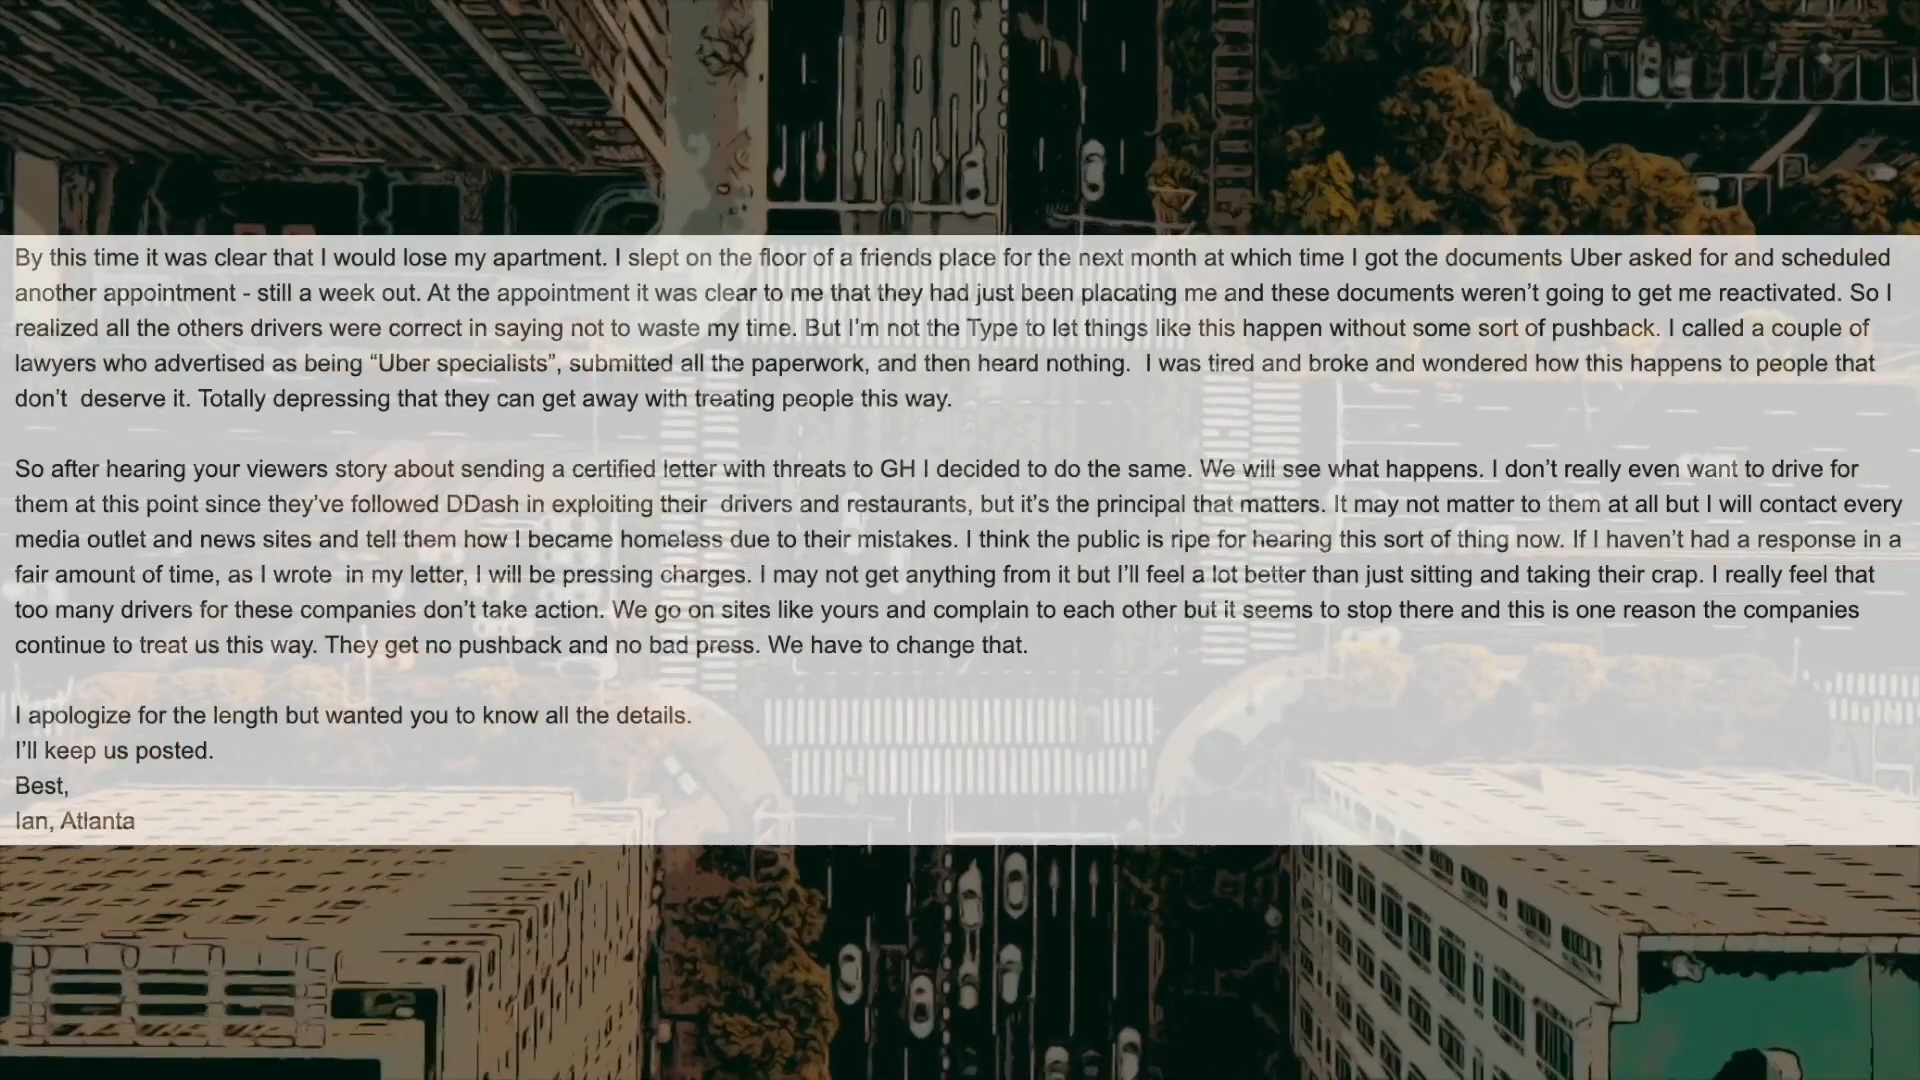 By this time it was clear that I would lose my apartment. I slept on the floor of a friends place for the next month at which time I got the documents Uber asked for and scheduled
another appointment - still a week out. At the appointment it was clear to me that they had just been placating me and these documents weren’t going to get me reactivated. So I
realized all the others drivers were correct in saying not to waste my time. But I’m not the Type to let things like this happen without some sort of pushback. I called a couple of
lawyers who advertised as being “Uber specialists”, submitted all the paperwork, and then heard nothing.  I was tired and broke and wondered how this happens to people that
don’t  deserve it. Totally depressing that they can get away with treating people this way.
So after hearing your viewers story about sending a certified letter with threats to GH I decided to do the same. We will see what happens. I don’t really even want to drive for
them at this point since they’ve followed DDash in exploiting their  drivers and restaurants, but it’s the principal that matters. It may not matter to them at all but I will contact every
media outlet and news sites and tell them how I became homeless due to their mistakes. I think the public is ripe for hearing this sort of thing now. If I haven’t had a response in a
fair amount of time, as I wrote  in my letter, I will be pressing charges. I may not get anything from it but I’ll feel a lot better than just sitting and taking their crap. I really feel that
too many drivers for these companies don’t take action. We go on sites like yours and complain to each other but it seems to stop there and this is one reason the companies
continue to treat us this way. They get no pushback and no bad press. We have to change that.
I apologize for the length but wanted you to know all the details.
I’ll keep us posted.
Best,
Ian, Atlanta